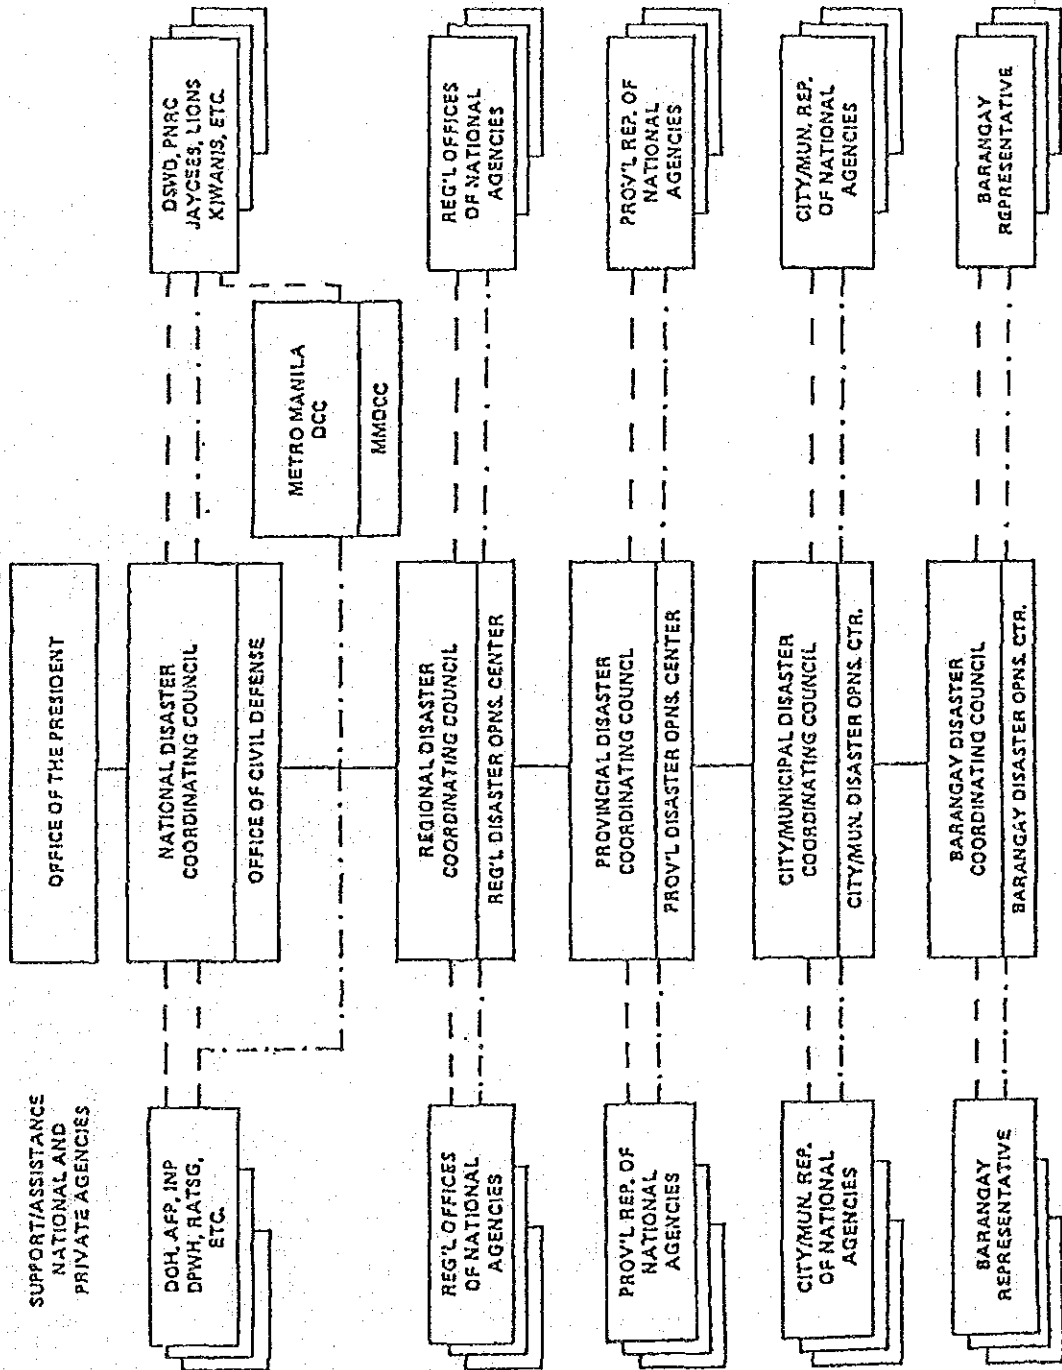 SUPPORT/ASSISTANCE
NATIONAL AND
PRIVATE AGENCIES
OFFICE OF THE PRESIDENT
DOH, AFP, INP
DPWH, RATSG,
ETC.
NATIONAL DISASTER
COORDINATING COUNCIL
OFFICE OF CIVIL DEFENSE
DSWD, PNRC
JAYCEES, LIONS
KIWANIS, ETC.
METRO MANILA
DCC
MMDCC
REG'L OFFICES
OF NATIONAL
AGENCIES
REGIONAL DISASTER
COORDINATING COUNCIL
REG'L DISASTER OPNS. CENTER
REG'L OFFICES
OF NATIONAL
AGENCIES
PROV'L REP. OF
NATIONAL
AGENCIES
PROVINCIAL DISASTER
COORDINATING COUNCL
PROV'L DISASTER OPNS. CENTER
PROV'L REP. OF
NATIONAL
AGENCIES
CITY/MUN. REP.
OF NATIONAL
AGENCIES
CITY/MUNICIPAL DISASTER
COORDINATING COUNCIL
CITY/MUN. DISASTER OPNS. CTR.
CITY/MUN. REP.
OF NATIONAL
AGENCIES
BARANGAY
REPRESENTATIVE
BARANGAY DISASTER
COORDINATING COUNCIL
BARANGAY DISASTER OPNS. CTR.
BARANGAY
REPRESENTATIVE